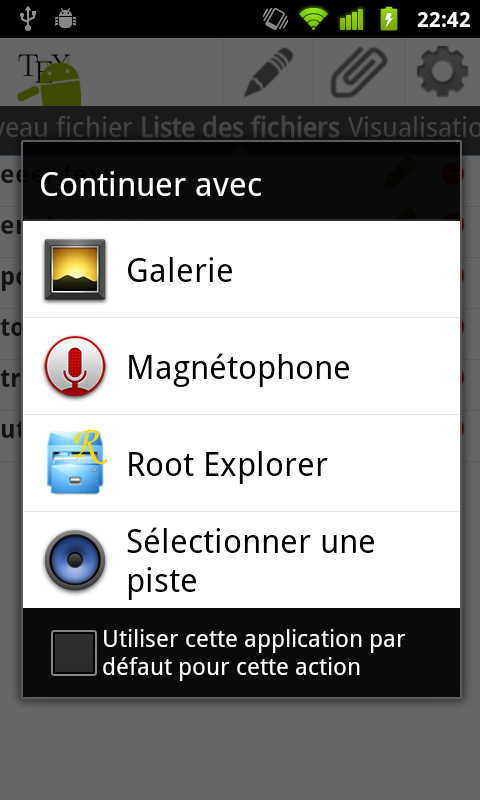 22:42
TEX
veau fichier Liste des fichiers Visualisatio
Continuer avec
Galerie
Magnétophone
Root Explorer
R
Sélectionner une
piste
Utiliser cette application par
défaut pour cette action